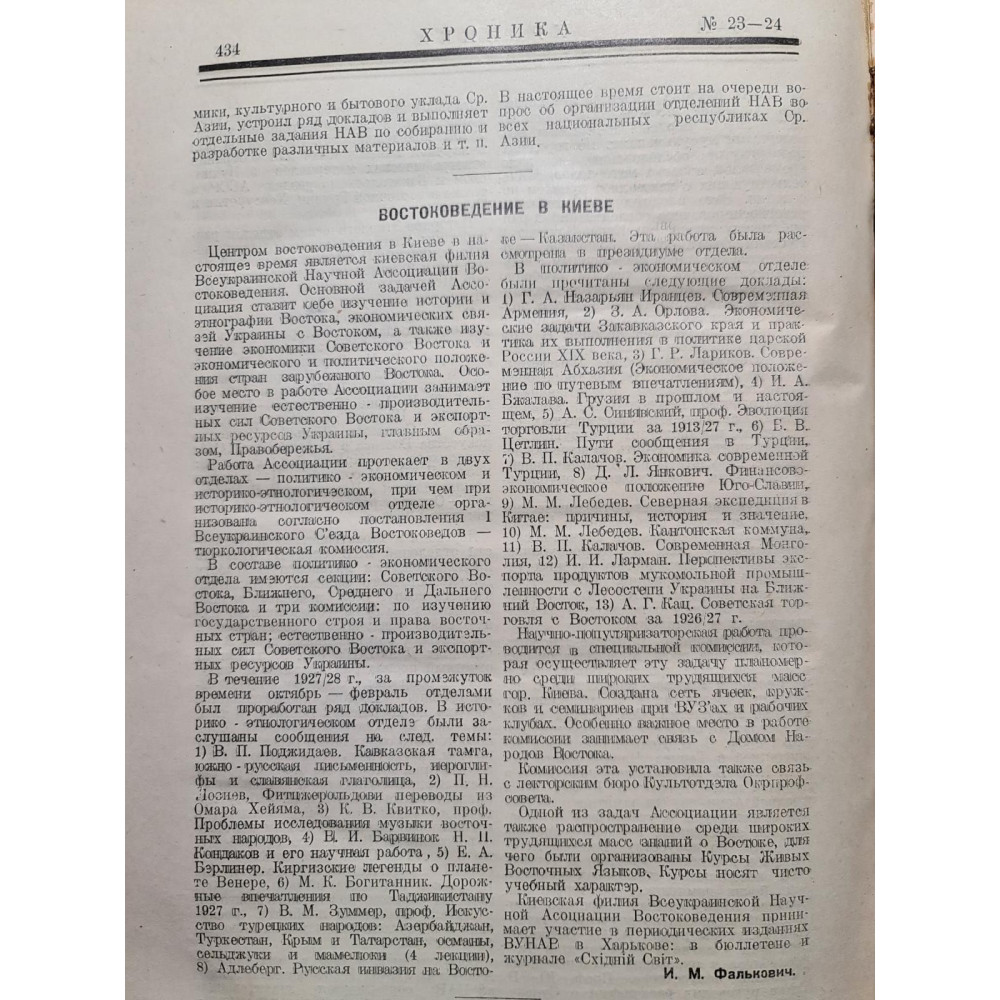 434
ХРОНИКА
№ 23—24
мики, культурного и бытового уклада Ср.
Азии, устроил ряд докладов и выполняет
отдельные задания НАВ по собиранию и
разработке различных материалов и т. п.
В настоящее время стоит на очереди во-
прос об организации отделений НАВ во
всех национальных республиках Ср.
Азии.
ВОСТОКОВЕДЕНИЕ В КИЕВЕ
Центром востоковедения в Киеве в на-
стоящее время является киевская филия
Всеукраинской Научной Ассоциации Во-
стоковедения. Основной задачей Ассо-
циация ставит себе изучение истории и
этнографии Востока, экономических свя-
зей Украины с Востоком, а также изу-
чение экономики Советского Востока и
экономического и политического положе-
ния стран зарубежного Востока. Осо-
бое место в работе Ассоциации занимает
изучение естественно - производитель-
ных сил Советского Востока и экспорт-
ных ресурсов Украины, главным обра-
зом, Правобережья.
Работа Ассоциации протекает в двух
отделах — политико - экономическом и
историко-этнологическом, при чем при
историко-этнологическом отделе орга-
низована согласно постановления I
Всеукраинского С'езда Востоковедов —
тюркологическая комиссия.
В составе политико - экономического
отдела имеются секции: Советского Во-
стока, Ближнего, Среднего и Дальнего
Востока и три комиссии: по изучению
государственного строя и права восточ-
ных стран; естественно - производитель-
ных сил Советского Востока и экспорт-
ных ресурсов Украины.
В течение 1927/28 г., за промэжуток
времени октябрь — февраль отделами
был проработан ряд докладов. В исто-
рико - этнологическом отделе были за-
слушаны сообщения на след. темы:
1) В. П. Поджидаев. Кавказская тамга,
южно-русская письменность, иерогли-
фы и славянская глаголица, 2) П. Н.
Лозиев, Фитцжерольдови переводы из
Омара Хейяма, 3) К. В. Квитко, проф.
Проблемы исследования музыки восточ-
ных народов, 4) В. И. Барвинок Н. П.
Кондаков и его научная работа, 5) Е. А.
Бэрлинер. Киргизские легенды о плане-
те Венере, 6) М. К. Богитанник. Дорож-
ные впечатления по Таджикистану
1927 г., 7) В. М. Зуммер, проф. Искус-
ство турецких народов: Азербайджан,
Туркестан, Крым и Татарстан, османы,
сельджуки и мамелюки (4 лекции),
8) Адлеберг. Русская инвазия на Восто-
ке — Казакстан. Эта работа была рас-
смотрена в президиуме отдела.
В политико - экономическом отделе
были прочитаны следующие доклады:
1) Г. А. Назарьян Иранцев. Современная
Армения, 2) З. А. Орлова. Экономиче-
ские задачи Закавказского края и прак-
тика их выполнения в политике царской
России XIX века, 3) Г. Р. Лариков. Совре-
менная Абхазия (Экономическое положе-
ние по путевым впечатлениям), 4) И. А.
Бжалава. Грузия в прошлом и настоя-
щем, 5) А. С. Синявский, проф. Эволюция
торговли Турции за 1913/27 г., 6) Е. В.
Цетлин. Пути сообщения в Турции,
7) В. П. Калачов. Экономика современной
Турции, 8) Д. Л. Янкович. Финансово-
экономическое положение Юго-Славии,
9) М. М. Лебедев. Северная экспедиция в
Китае: причины, история и значение,
10) М. М. Лебедев. Кантонская коммуна,
11) В. П. Калачов. Современная Монго-
лия, 12) И. И. Ларман. Перспективы экс-
порта продуктов мукомольной промыш-
ленности с Лесостепи Украины на Ближ-
ний Восток, 13) А. Г. Кац. Советская тор-
говля с Востоком за 1926/27 г.
Научно-популяризаторская работа про-
водится в специальной комиссии, кото-
рая осуществляет эту задачу планомер-
но среди широких трудящихся масс
гор. Киева. Создана сеть ячеек, круж-
ков и семинариев при ВУЗ'ах и рабочих
клубах. Особенно важное место в работе
комиссии занимает связь с Домом На-
родов Востока.
Комиссия эта установила также связь
с лекторским бюро Культотдела Окрпроф-
совета.
Одной из задач Ассоциации является
также распространение среди широких
трудящихся масс знаний о Востоке, для
чего были организованы Курсы Живых
Восточных Языков, Курсы носят чисто
учебный характэр.
Киевская филия Всеукраинской Науч-
ной Асоциации Востоковедения прини-
мает участие в периодических изданиях
ВУНАВ в Харькове: в бюллетене и
журнале «Східній Світ».
И. М. Фалькович.